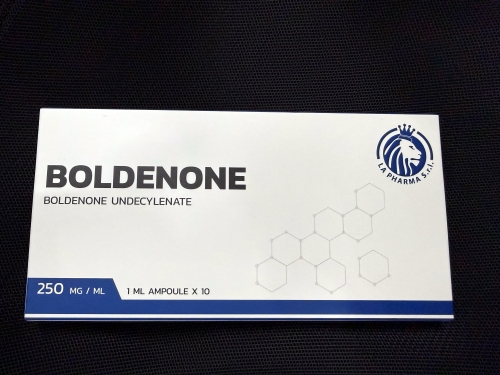 LA PHARMA S.r.l.
BOLDENONE
BOLDENONE UNDECYLENATE
250 MG / ML
1 ML AMPOULE X 10